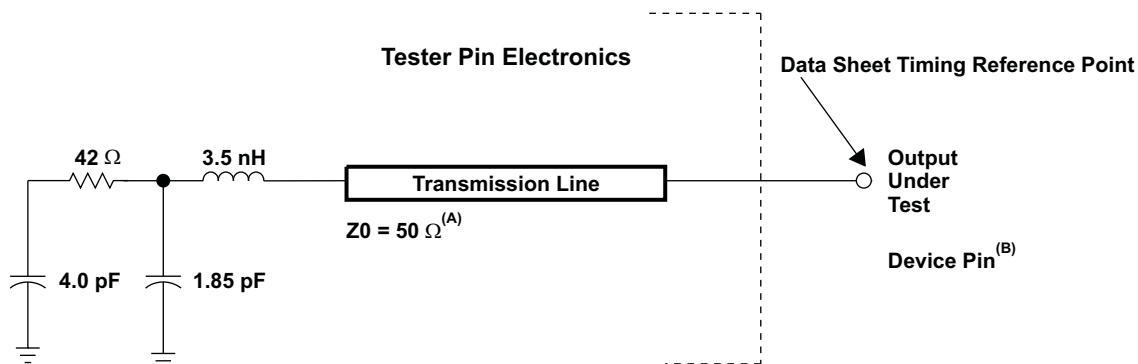 Tester Pin Electronics
Data Sheet Timing Reference Point
42 Ω
3.5 nH
Transmission Line
Output
Under
Test
Z0 = 50 Ω(A)
Device Pin(B)
4.0 pF
1.85 pF